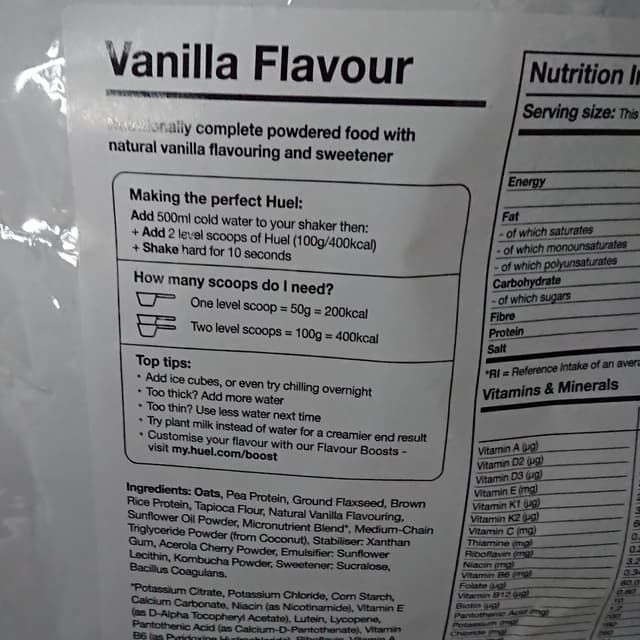 Vanilla Flavour
complete powdered food with
natural vanilla flavouring and sweetener
Making the perfect Huel:
Add 500ml cold water to your shaker then:
+ Add 2 level scoops of Huel (100g/400kcal)
+ Shake hard for 10 seconds
How many scoops do I need?
One level scoop = 50g = 200kcal
Two level scoops = 100g = 400kcal
Top tips:
• Add ice cubes, or even try chilling overnight
• Too thick? Add more water
• Too thin? Use less water next time
• Try plant milk instead of water for a creamier end result
• Customise your flavour with our Flavour Boosts -
visit my.huel.com/boost
Ingredients: Oats, Pea Protein, Ground Flaxseed, Brown
Rice Protein, Tapioca Flour, Natural Vanilla Flavouring,
Sunflower Oil Powder, Micronutrient Blend*, Medium-Chain
Triglyceride Powder (from Coconut), Stabiliser: Xanthan
Gum, Acerola Cherry Powder, Emulsifier: Sunflower
Lecithin, Kombucha Powder, Sweetener: Sucralose,
Bacillus Coagulans.
*Potassium Citrate, Potassium Chloride, Corn Starch,
Calcium Carbonate, Niacin (as Nicotinamide), Vitamin E
(as D-Alpha Tocopheryl Acetate), Lutein, Lycopene,
Pantothenic Acid (as Calcium-D-Pantothenate), Vitamin
Nutrition
Serving size: This
Energy
Fat
- of which saturates
- of which monounsaturates
- of which polyunsaturates
Carbohydrate
- of which sugars
Fibre
Protein
Salt
*RI = Reference Intake of an
Vitamins & Minerals
Vitamin A (µg)
Vitamin D2 (µg)
Vitamin D3 (µg)
Vitamin E (mg)
Vitamin K1 (µg)
Vitamin K2 (µg)
Vitamin C (mg)
Thiamine (mg)
Riboflavin (mg)
Niacin (mg)
Vitamin B6 (mg)
Folate (µg)
Vitamin B12 (µg)
Biotin (µg)
Pantothenic Acid (mg)
Potassium (mg)
Chloride (mg)